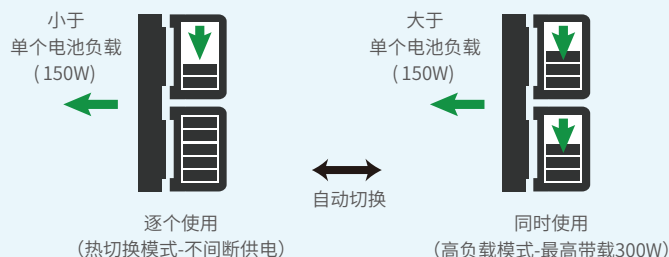 小于
单个电池负载
(150W)
大于
单个电池负载
(150W)
自动切换
逐个使用
（热切换模式-不间断供电）
同时使用
（高负载模式-最高带载300W）